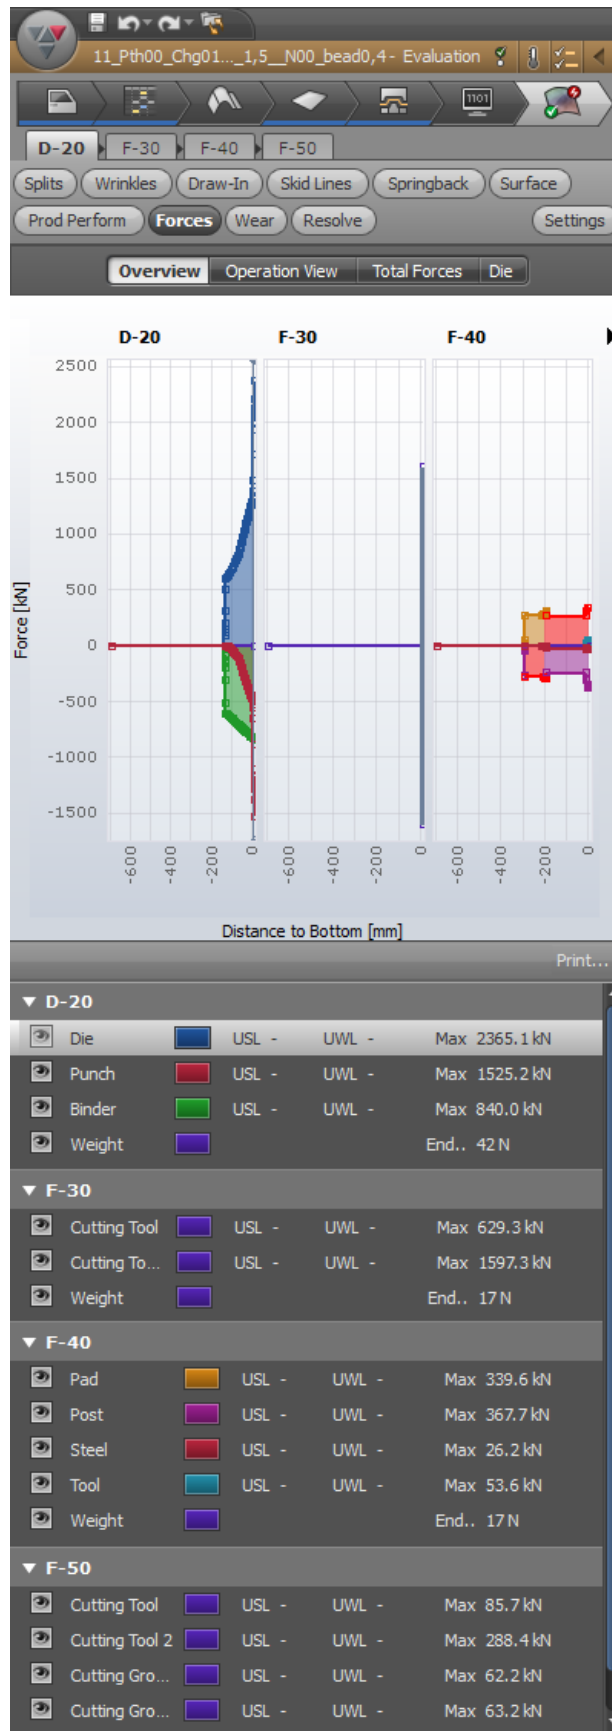 11_Pth00_Chg01..._1,5__N00_bead0,4 - Evaluation
1101
D-20 F-30 F-40 F-50
Splits Wrinkles Draw-In Skid Lines Springback Surface
Prod Perform Forces Wear Resolve Settings
Overview Operation View Total Forces Die
D-20 F-30 F-40
2500
2000
1500
1000
500
0
-500
-1000
-1500
Force [kN]
-600 -400 -200 0 -600 -400 -200 0 -600 -400 -200 0
Distance to Bottom [mm]
Print...
D-20
Die USL - UWL - Max 2365.1 kN
Punch USL - UWL - Max 1525.2 kN
Binder USL - UWL - Max 840.0 kN
Weight End.. 42 N
F-30
Cutting Tool USL - UWL - Max 629.3 kN
Cutting To... USL - UWL - Max 1597.3 kN
Weight End.. 17 N
F-40
Pad USL - UWL - Max 339.6 kN
Post USL - UWL - Max 367.7 kN
Steel USL - UWL - Max 26.2 kN
Tool USL - UWL - Max 53.6 kN
Weight End.. 17 N
F-50
Cutting Tool USL - UWL - Max 85.7 kN
Cutting Tool 2 USL - UWL - Max 288.4 kN
Cutting Gro... USL - UWL - Max 62.2 kN
Cutting Gro... USL - UWL - Max 63.2 kN